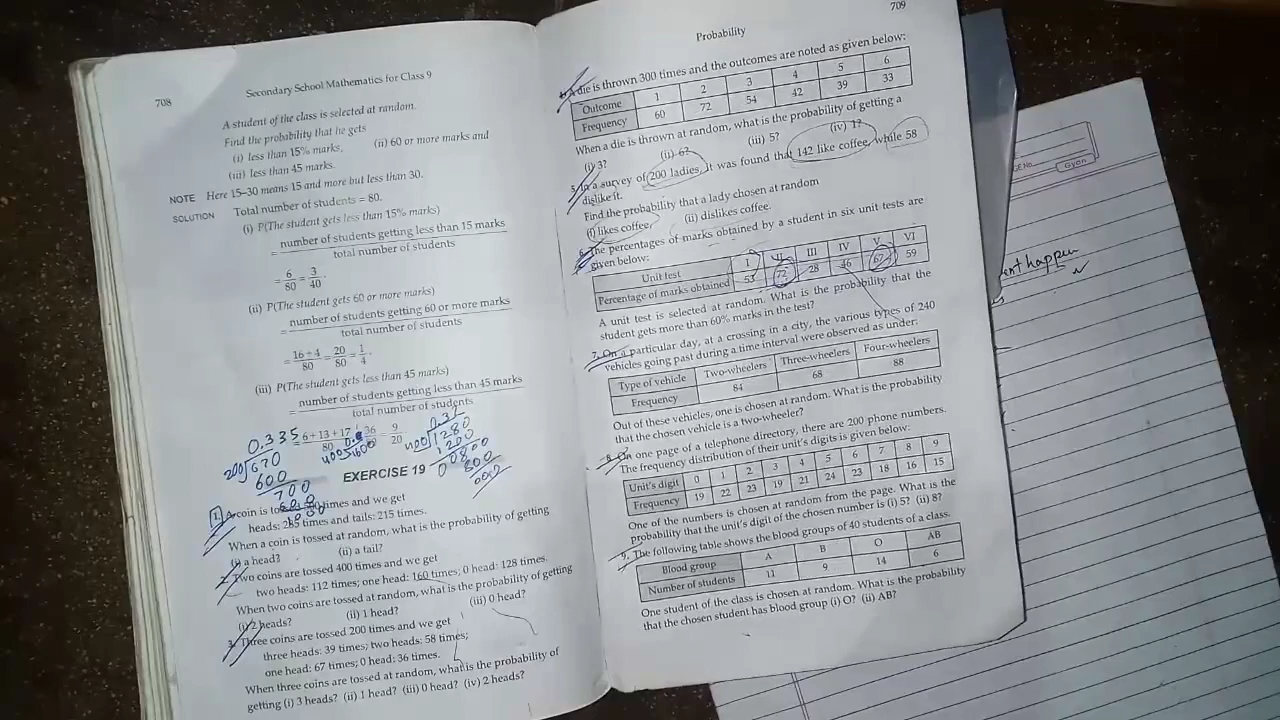 708
Secondary School Mathematics for Class 9
A student of the class is selected at random.
Find the probability that he gets
(i) less than 15% marks, (ii) 60 or more marks and
(iii) less than 45 marks.
NOTE Here 15–30 means 15 and more but less than 30.
SOLUTION Total number of students = 80.
(i) P(The student gets less than 15% marks)
= number of students getting less than 15 marks / total number of students
= 6/80 = 3/40 .
(ii) P(The student gets 60 or more marks)
= number of students getting 60 or more marks / total number of students
= 16+4/80 = 20/80 = 1/4 .
(iii) P(The student gets less than 45 marks)
= number of students getting less than 45 marks / total number of students
= 6+13+17/80 = 36/ = 9/20
0.335
200 670
600
700
1280
1200
800
EXERCISE 19
1. A coin is times and we get
heads: times and tails: 215 times.
When a coin is tossed at random, what is the probability of getting
(i) a head? (ii) a tail?
2. Two coins are tossed 400 times and we get
two heads: 112 times; one head: 160 times; 0 head: 128 times.
When two coins are tossed at random, what is the probability of getting
(i) 2 heads? (ii) 1 head? (iii) 0 head?
3. Three coins are tossed 200 times and we get
three heads: 39 times; two heads: 58 times;
one head: 67 times; 0 head: 36 times.
When three coins are tossed at random, what is the probability of
getting (i) 3 heads? (ii) 1 head? (iii) 0 head? (iv) 2 heads?
709
Probability
A die is thrown 300 times and the outcomes are noted as given below:
Outcome 1 2 3 4 5 6
Frequency 60 72 54 42 39 33
When a die is thrown at random, what is the probability of getting a
(i) 3? (ii) 6? (iii) 5? (iv) 1?
5. In a survey of 200 ladies, it was found that 142 like coffee, while 58
dislike it.
Find the probability that a lady chosen at random
(i) likes coffee, (ii) dislikes coffee.
6. The percentages of marks obtained by a student in six unit tests are
given below:
Unit test I II III IV V VI
Percentage of marks obtained 53 72 28 46 67 59
A unit test is selected at random. What is the probability that the
student gets more than 60% marks in the test?
7. On a particular day, at a crossing in a city, the various types of 240
vehicles going past during a time interval were observed as under:
Type of vehicle Two-wheelers Three-wheelers Four-wheelers
Frequency 84 68 88
Out of these vehicles, one is chosen at random. What is the probability
that the chosen vehicle is a two-wheeler?
8. On one page of a telephone directory, there are 200 phone numbers.
The frequency distribution of their unit's digits is given below:
Unit's digit 0 1 2 3 4 5 6 7 8 9
Frequency 19 22 23 19 21 24 23 18 16 15
One of the numbers is chosen at random from the page. What is the
probability that the unit's digit of the chosen number is (i) 5? (ii) 8?
9. The following table shows the blood groups of 40 students of a class.
Blood group A B O AB
Number of students 11 9 14 6
One student of the class is chosen at random. What is the probability
that the chosen student has blood group (i) O? (ii) AB?
Gyan
happen